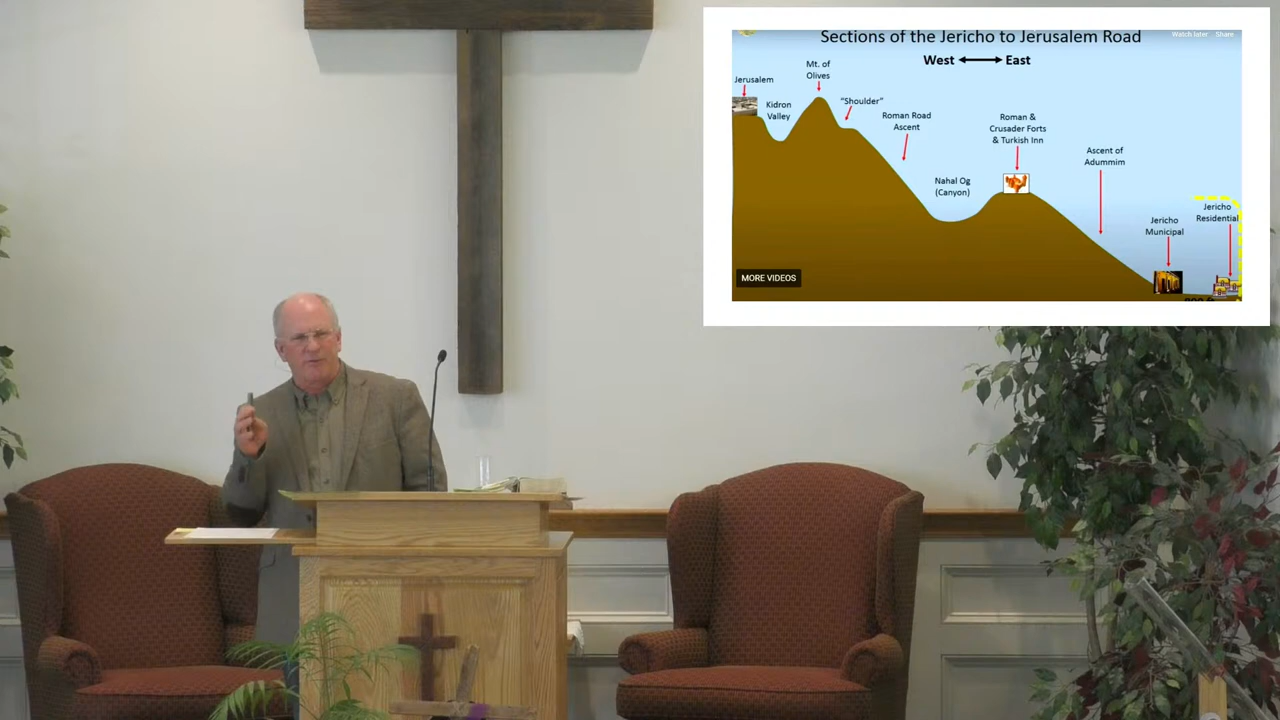 Sections of the Jericho to Jerusalem Road
Watch later
Share
West
East
Mt. of
Olives
Jerusalem
Kidron
Valley
"Shoulder"
Roman Road
Ascent
Roman &
Crusader Forts
& Turkish Inn
Ascent of
Adummim
Nahal Og
(Canyon)
Jericho
Municipal
Jericho
Residential
MORE VIDEOS